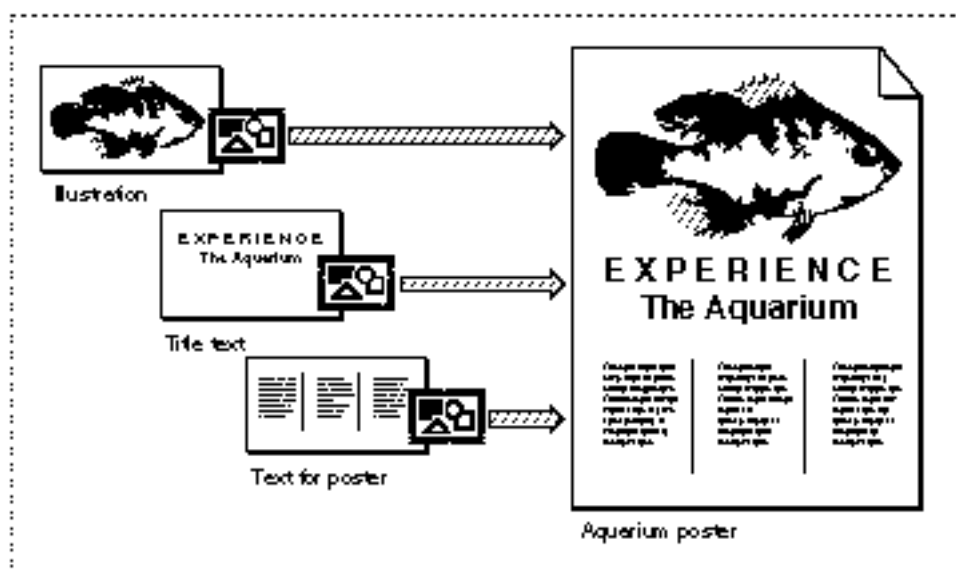 Illustration
EXPERIENCE
The Aquarium
Title text
Text for poster
EXPERIENCE
The Aquarium
Aquarium poster